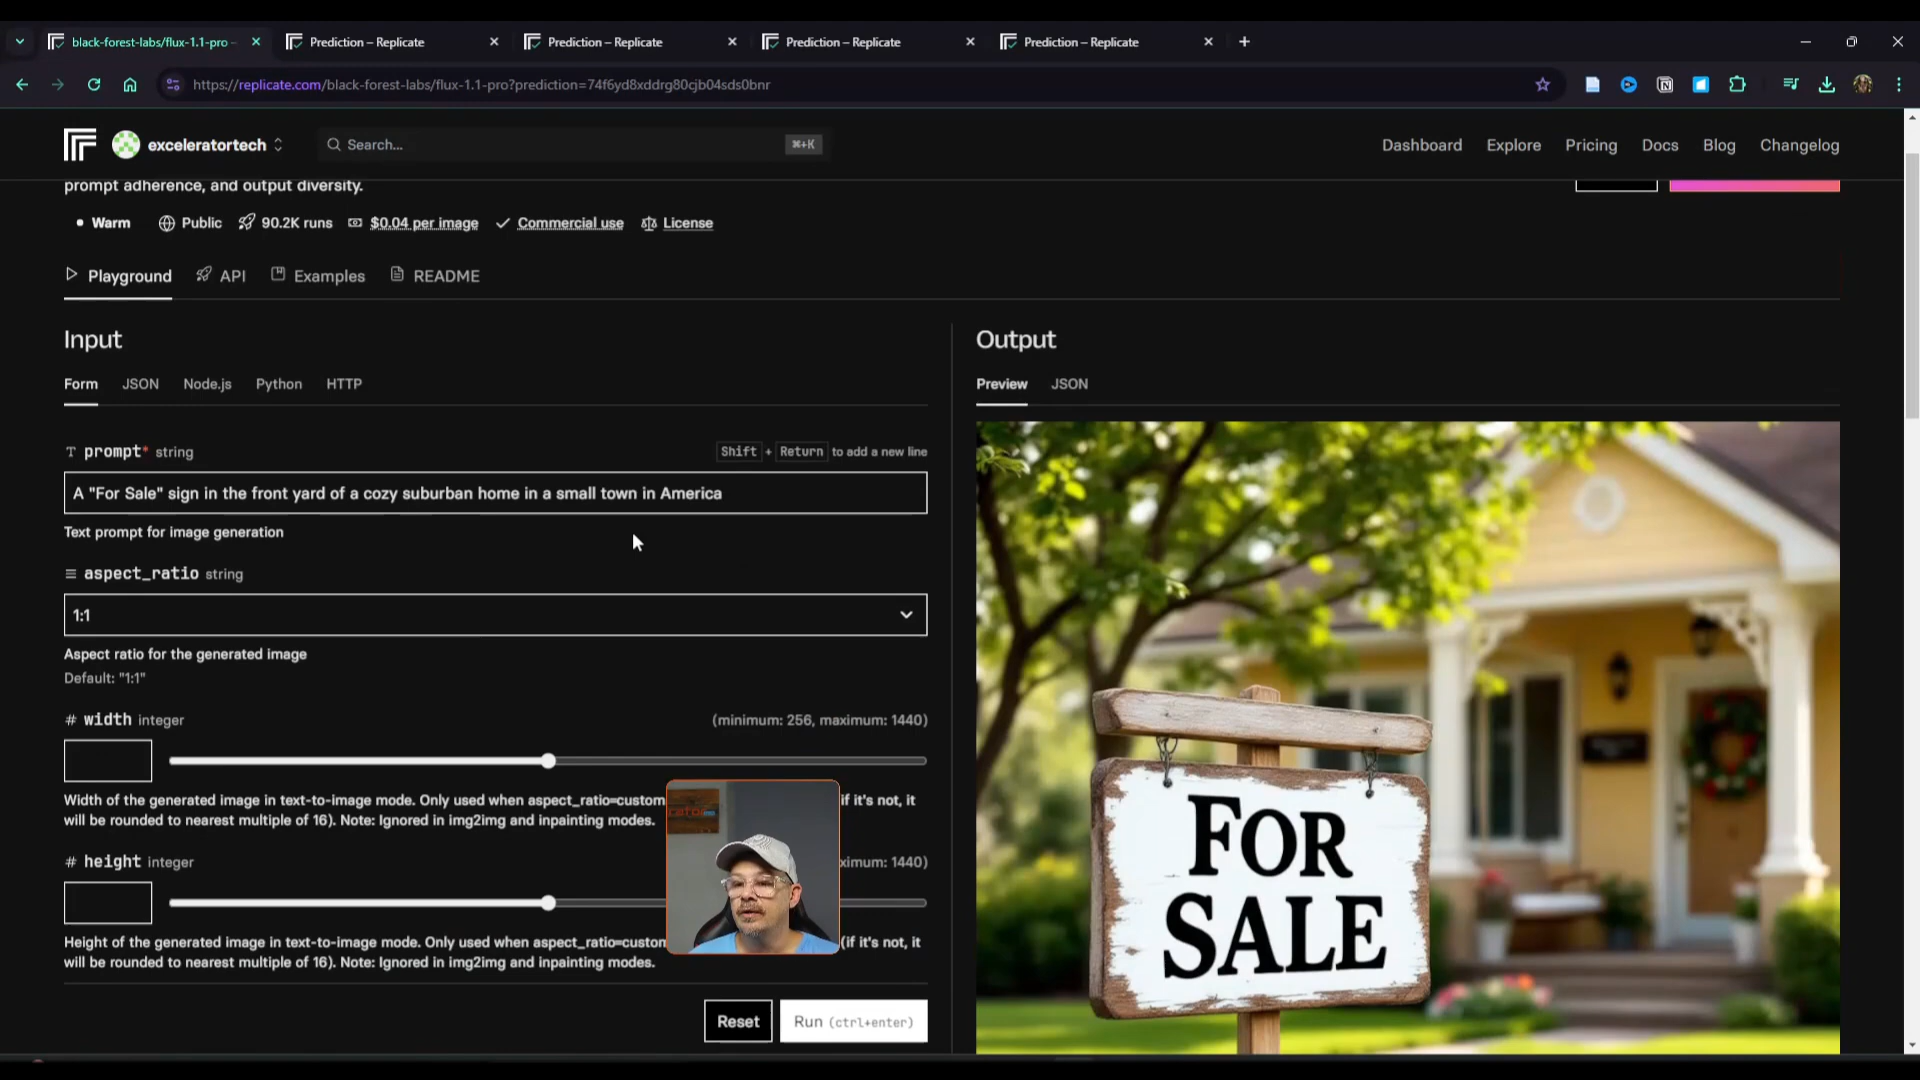 black-forest-labs/flux-1.1-pro -
Prediction – Replicate
Prediction – Replicate
Prediction – Replicate
Prediction – Replicate
https://replicate.com/black-forest-labs/flux-1.1-pro?prediction=74f6yd8xddrg80cjb04sds0bnr
exceleratortech
Search...
⌘+K
Dashboard
Explore
Pricing
Docs
Blog
Changelog
prompt adherence, and output diversity.
Warm
Public
90.2K runs
$0.04 per image
Commercial use
License
Playground
API
Examples
README
Input
Form
JSON
Node.js
Python
HTTP
prompt* string
Shift + Return to add a new line
A "For Sale" sign in the front yard of a cozy suburban home in a small town in America
Text prompt for image generation
aspect_ratio string
1:1
Aspect ratio for the generated image
Default: "1:1"
# width integer
(minimum: 256, maximum: 1440)
Width of the generated image in text-to-image mode. Only used when aspect_ratio=custom if it's not, it
will be rounded to nearest multiple of 16). Note: Ignored in img2img and inpainting modes.
# height integer
ximum: 1440)
Height of the generated image in text-to-image mode. Only used when aspect_ratio=custom (if it's not, it
will be rounded to nearest multiple of 16). Note: Ignored in img2img and inpainting modes.
Reset
Run (ctrl+enter)
Output
Preview
JSON
FOR
SALE